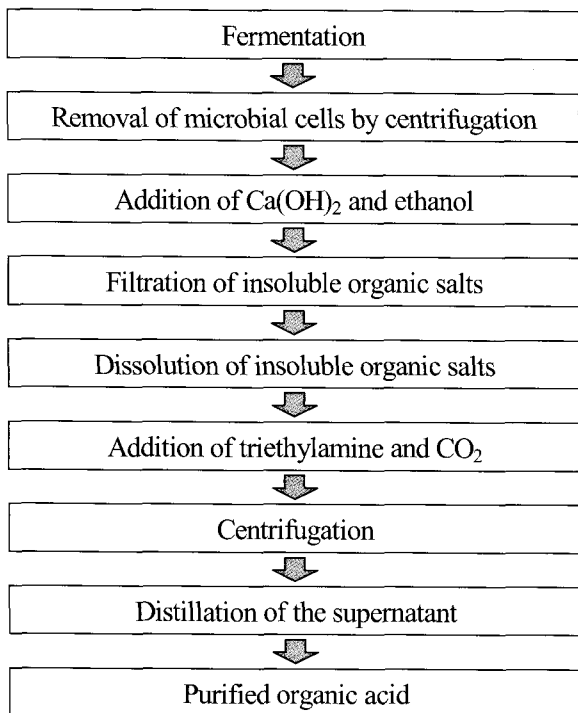 Fermentation
Removal of microbial cells by centrifugation
Addition of Ca(OH)₂ and ethanol
Filtration of insoluble organic salts
Dissolution of insoluble organic salts
Addition of triethylamine and CO₂
Centrifugation
Distillation of the supernatant
Purified organic acid